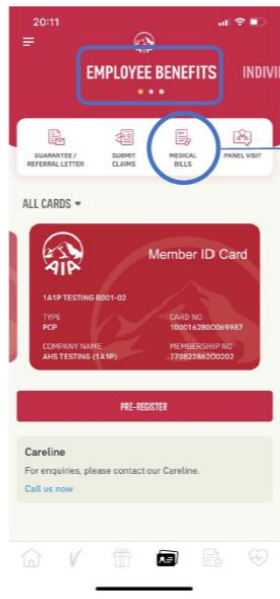 20:11
EMPLOYEE BENEFITS
INDIVI
GUARANTEE /
REFERRAL LETTER
SUBMIT
CLAIMS
MEDICAL
BILLS
PANEL VISIT
ALL CARDS
AIA
Member ID Card
1A1P TESTING B001-02
TYPE
PCP
CARD NO
1000162800069987
COMPANY NAME
AHS TESTING (1A1P)
MEMBERSHIP NO
77082286200202
PRE-REGISTER
Careline
For enquiries, please contact our Careline.
Call us now